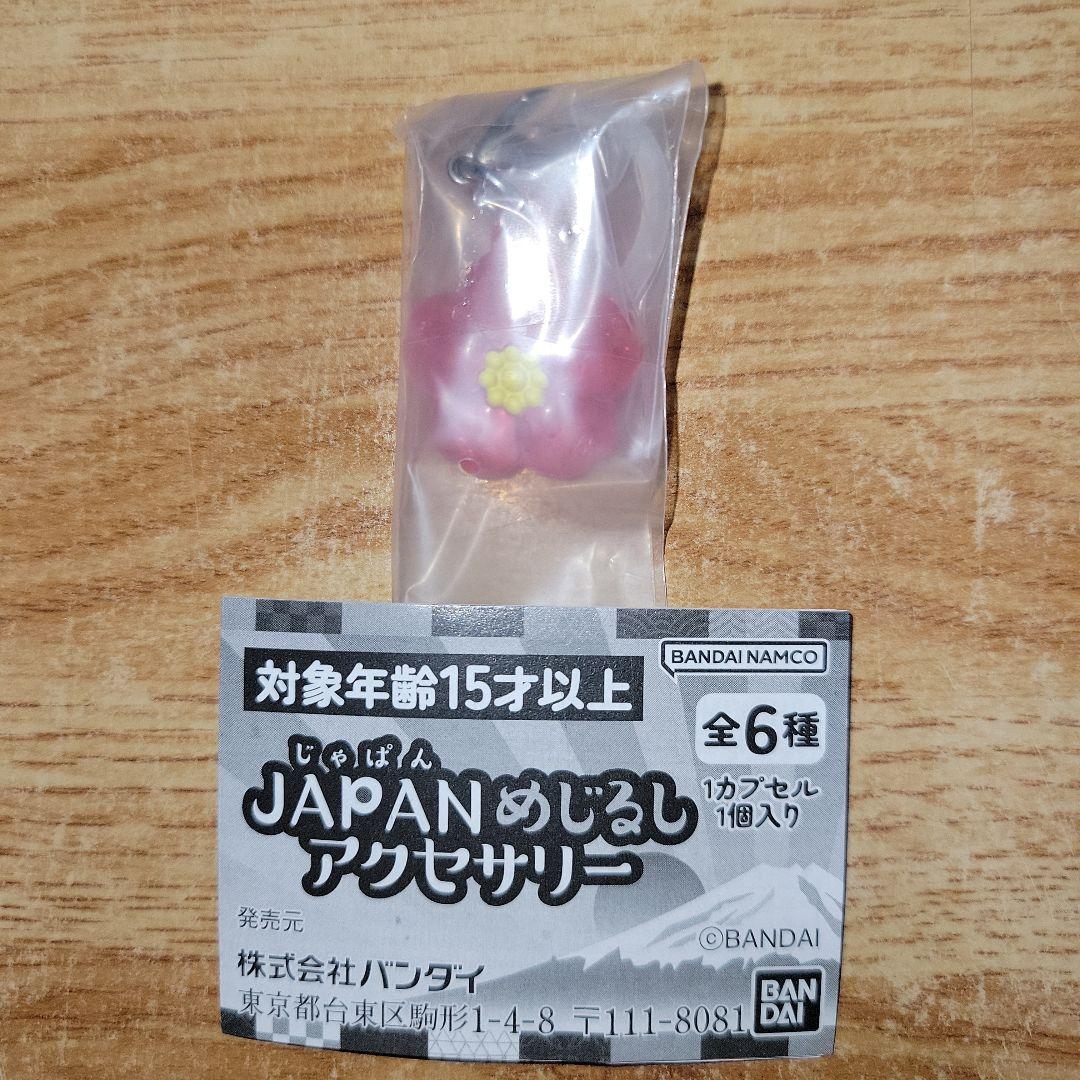 対象年齢15才以上
BANDAI NAMCO
全6種
1カプセル
1個入り
じゃぱん
JAPANめじるし
アクセサリー
発売元
©BANDAI
株式会社バンダイ
東京都台東区駒形1-4-8 〒111-8081
BAN
DAI